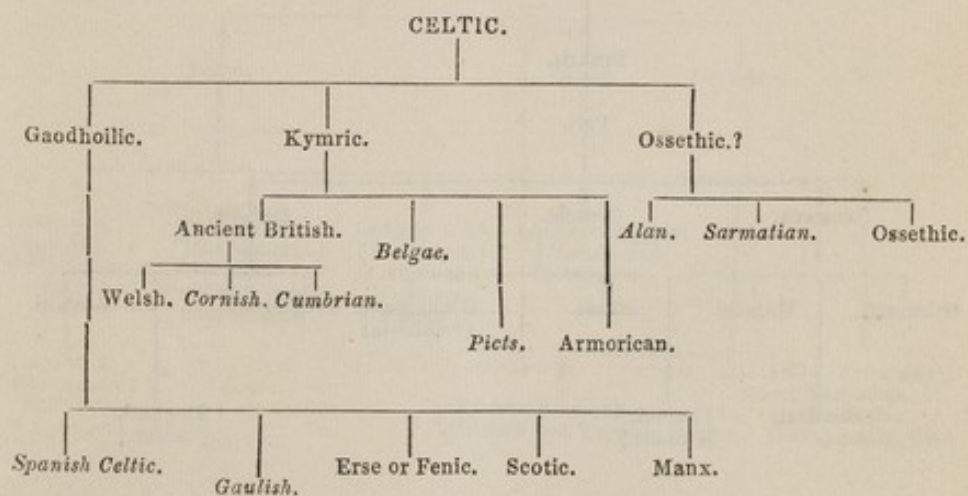 CELTIC.
Gaodhoilic. Kymric. Ossethic.?
Ancient British. Belgae. Alan. Sarmatian. Ossethic.
Welsh. Cornish. Cumbrian.
Picts. Armorican.
Spanish Celtic. Gaulish. Erse or Fenic. Scotic. Manx.